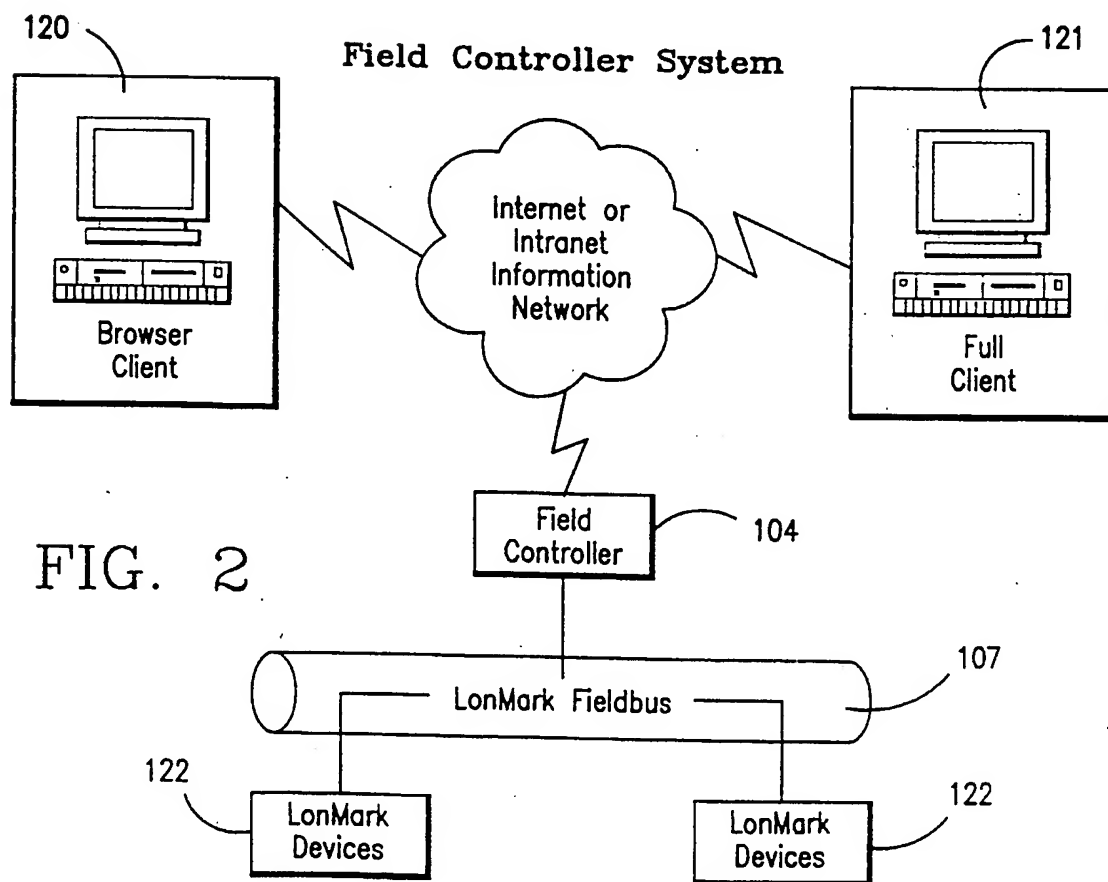 120
Field Controller System
121
Internet or
Intranet
Information
Network
Browser
Client
Full
Client
Field
Controller
104
FIG. 2
107
LonMark Fieldbus
122
LonMark
Devices
LonMark
Devices
122